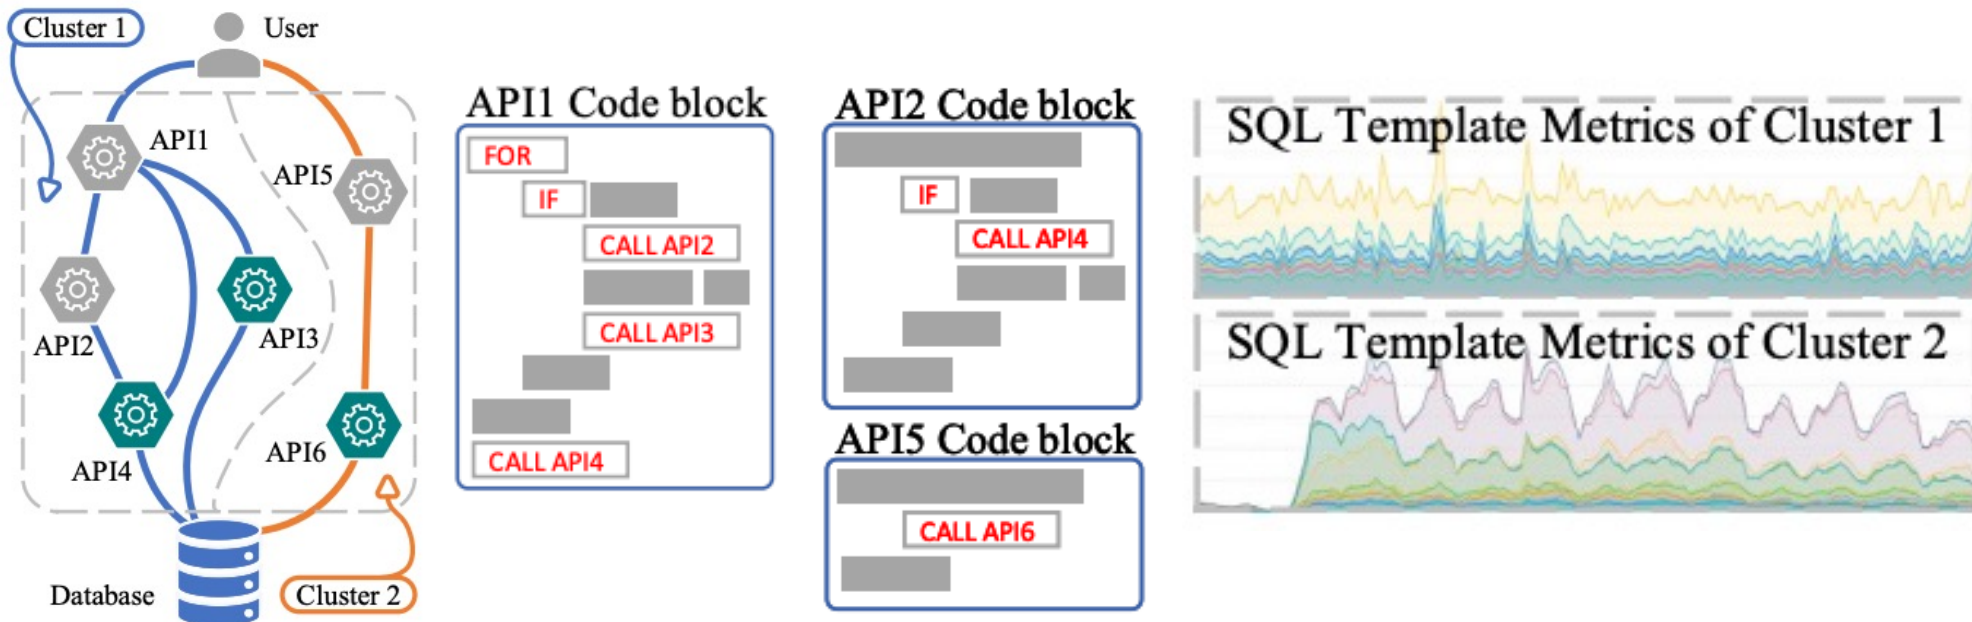 Cluster 1
User
API1
API5
API2
API3
API4
API6
Database
Cluster 2
API1 Code block
FOR
IF
CALL API2
CALL API3
CALL API4
API2 Code block
IF
CALL API4
API5 Code block
CALL API6
SQL Template Metrics of Cluster 1
SQL Template Metrics of Cluster 2